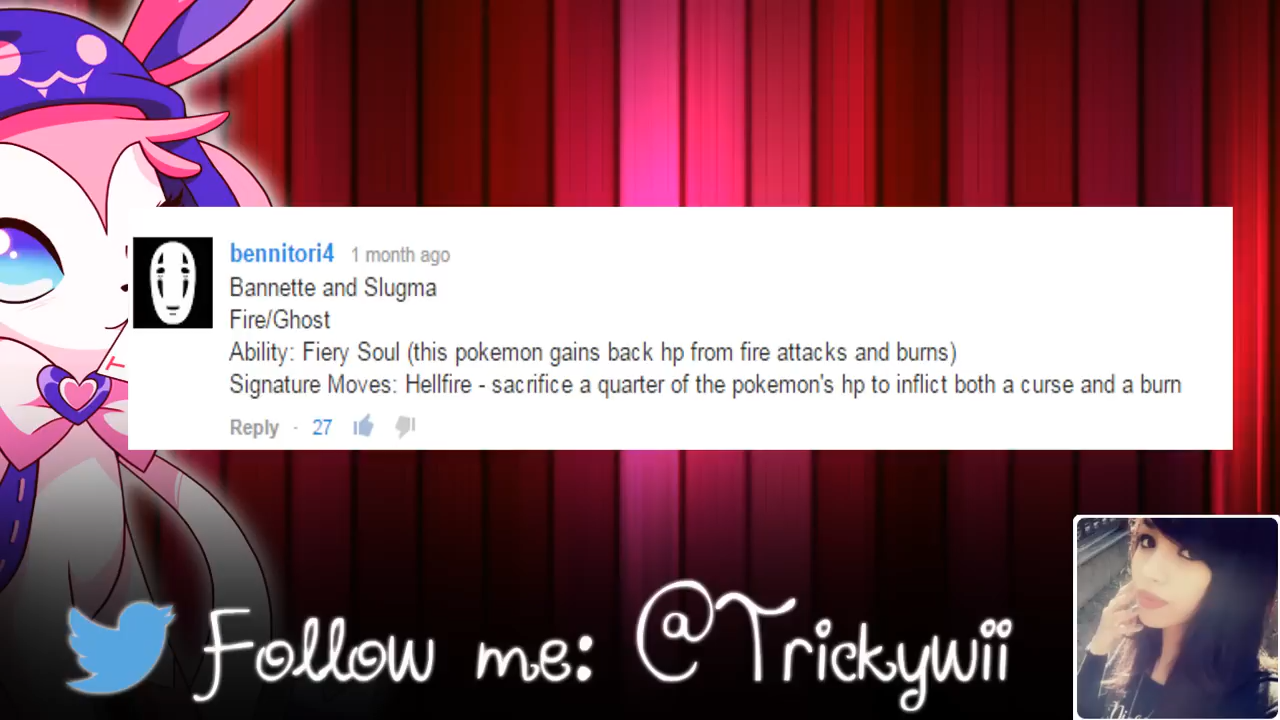 bennitori4 1 month ago
Bannette and Slugma
Fire/Ghost
Ability: Fiery Soul (this pokemon gains back hp from fire attacks and burns)
Signature Moves: Hellfire - sacrifice a quarter of the pokemon's hp to inflict both a curse and a burn
Reply · 27
Follow me: @Trickywii